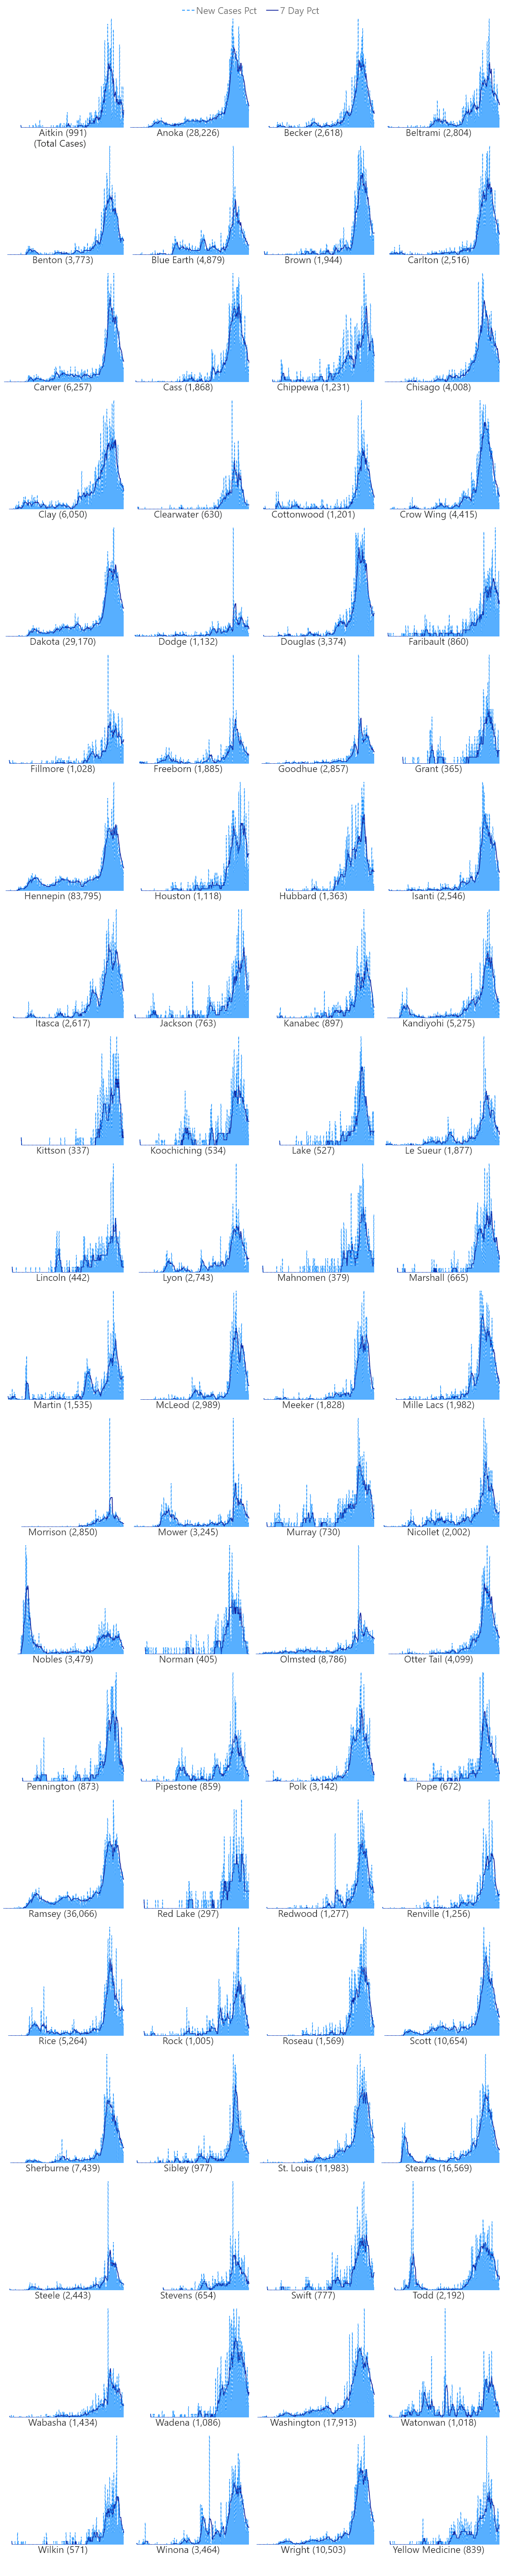 New Cases Pct 7 Day Pct
Aitkin (991) Anoka (28,226) Becker (2,618) Beltrami (2,804)
(Total Cases)
Benton (3,773) Blue Earth (4,879) Brown (1,944) Carlton (2,516)
Carver (6,257) Cass (1,868) Chippewa (1,231) Chisago (4,008)
Clay (6,050) Clearwater (630) Cottonwood (1,201) Crow Wing (4,415)
Dakota (29,170) Dodge (1,132) Douglas (3,374) Faribault (860)
Fillmore (1,028) Freeborn (1,885) Goodhue (2,857) Grant (365)
Hennepin (83,795) Houston (1,118) Hubbard (1,363) Isanti (2,546)
Itasca (2,617) Jackson (763) Kanabec (897) Kandiyohi (5,275)
Kittson (337) Koochiching (534) Lake (527) Le Sueur (1,877)
Lincoln (442) Lyon (2,743) Mahnomen (379) Marshall (665)
Martin (1,535) McLeod (2,989) Meeker (1,828) Mille Lacs (1,982)
Morrison (2,850) Mower (3,245) Murray (730) Nicollet (2,002)
Nobles (3,479) Norman (405) Olmsted (8,786) Otter Tail (4,099)
Pennington (873) Pipestone (859) Polk (3,142) Pope (672)
Ramsey (36,066) Red Lake (297) Redwood (1,277) Renville (1,256)
Rice (5,264) Rock (1,005) Roseau (1,569) Scott (10,654)
Sherburne (7,439) Sibley (977) St. Louis (11,983) Stearns (16,569)
Steele (2,443) Stevens (654) Swift (777) Todd (2,192)
Wabasha (1,434) Wadena (1,086) Washington (17,913) Watonwan (1,018)
Wilkin (571) Winona (3,464) Wright (10,503) Yellow Medicine (839)